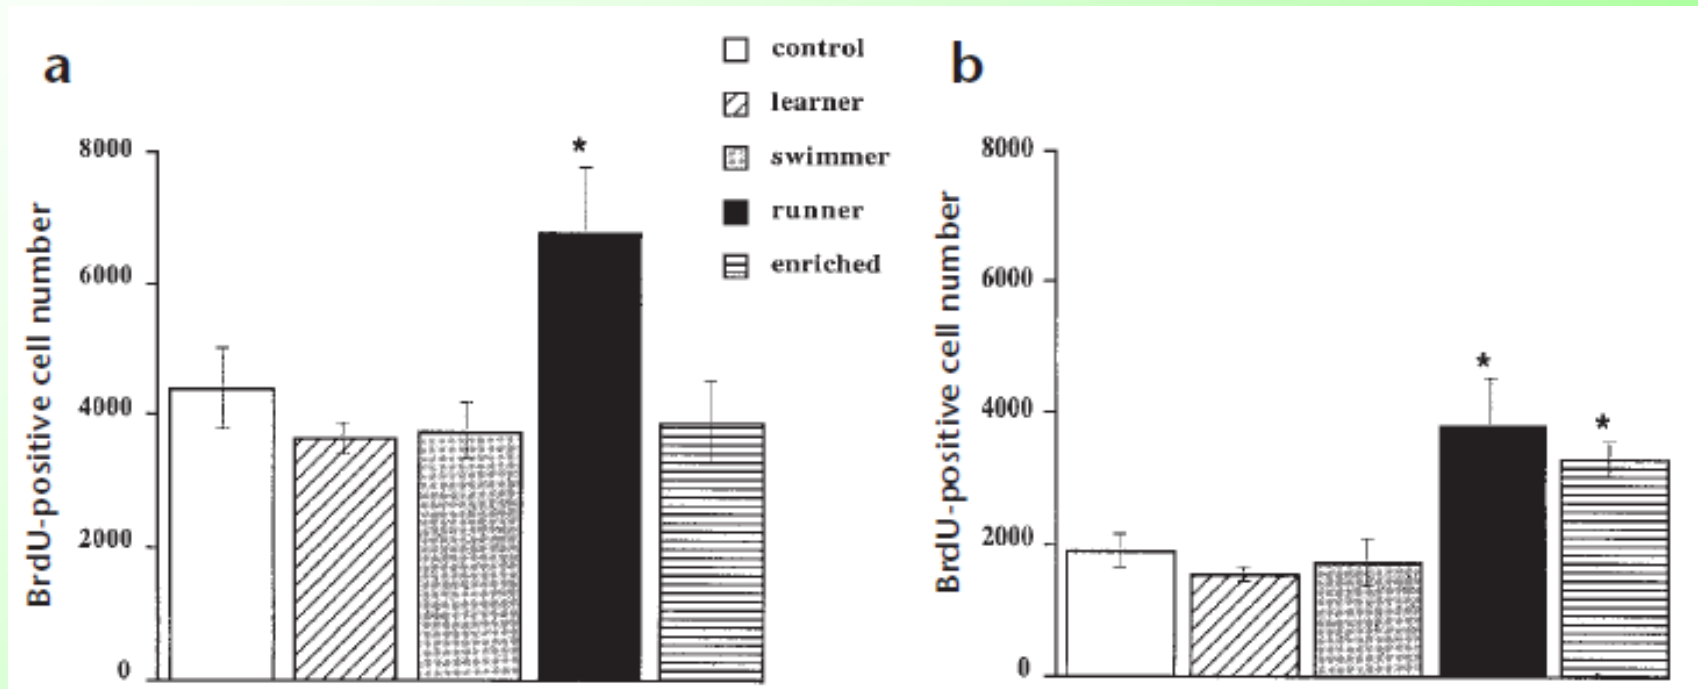 a
BrdU-positive cell number
8000
6000
4000
2000
0
*
control
learner
swimmer
runner
enriched
b
BrdU-positive cell number
8000
6000
4000
2000
0
*
*